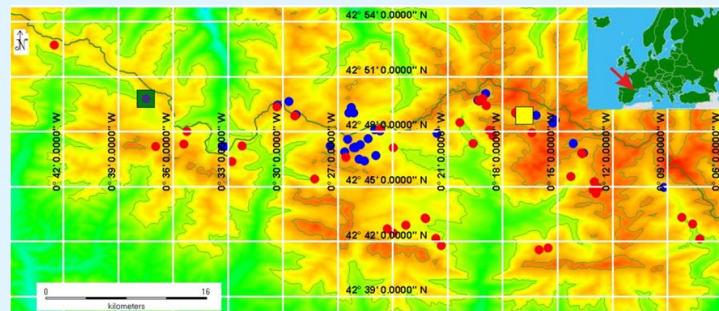 42° 54' 0.0000" N
N
42° 51' 0.0000" N
42° 49' 0.0000" N
0° 42' 0.0000" W
0° 39' 0.0000" W
0° 36' 0.0000" W
0° 33' 0.0000" W
0° 30' 0.0000" W
0° 27' 0.0000" W
0° 21' 0.0000" W
0° 18' 0.0000" W
0° 15' 0.0000" W
0° 12' 0.0000" W
0° 09' 0.0000" W
0° 06' 0.0000" W
42° 45' 0.0000" N
42° 42' 0.0000" N
42° 39' 0.0000" N
0 16
kilometers